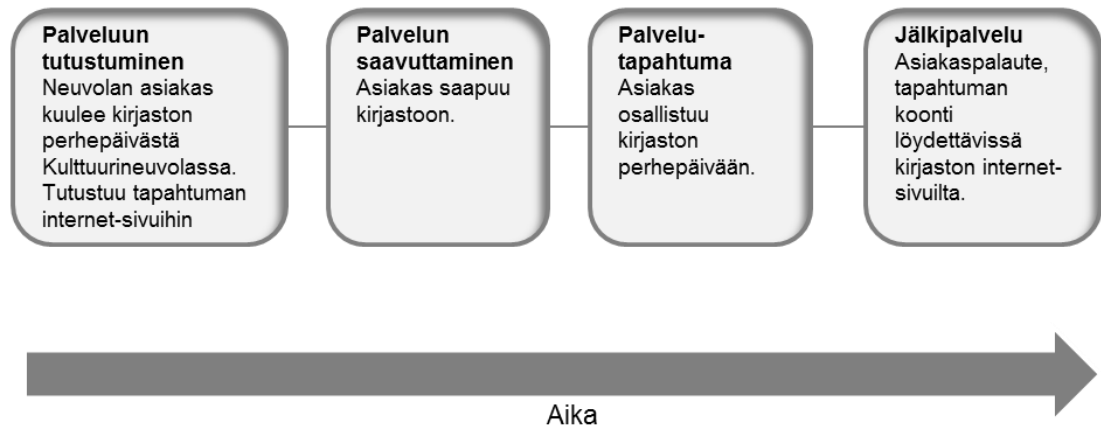 Palveluun
tutustuminen
Neuvolan asiakas
kuulee kirjaston
perhepäivästä
Kulttuurineuvolassa.
Tutustuu tapahtuman
internet-sivuihin
Palvelun
saavuttaminen
Asiakas saapuu
kirjastoon.
Palvelu-
tapahtuma
Asiakas
osallistuu
kirjaston
perhepäivään.
Jälkipalvelu
Asiakaspalaute,
tapahtuman
koonti
löydettävissä
kirjaston internet-
sivuilta.
Aika